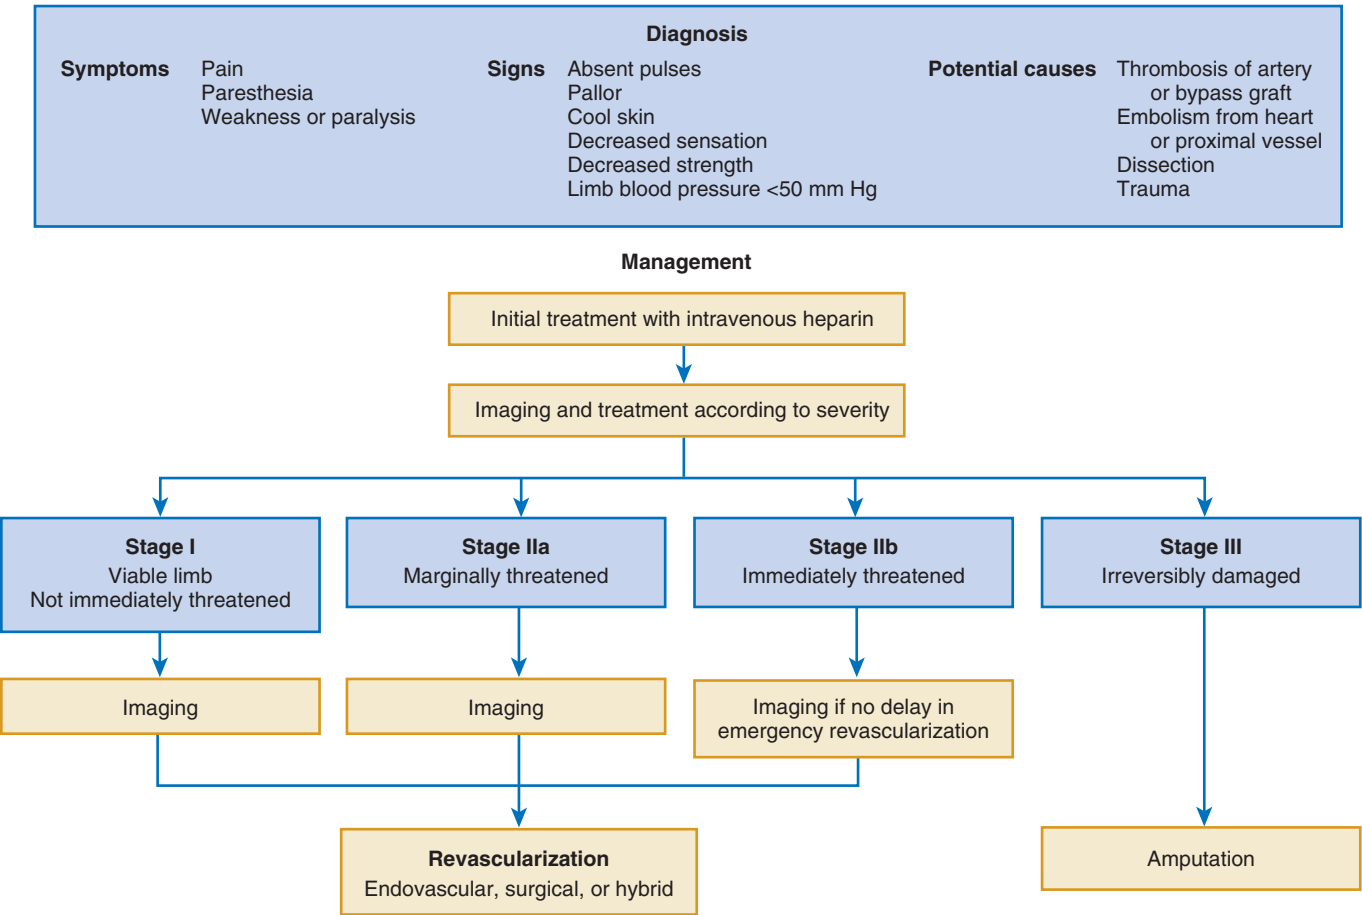 Diagnosis
Symptoms
Pain
Paresthesia
Weakness or paralysis
Signs
Absent pulses
Pallor
Cool skin
Decreased sensation
Decreased strength
Limb blood pressure <50 mm Hg
Potential causes
Thrombosis of artery
or bypass graft
Embolism from heart
or proximal vessel
Dissection
Trauma
Management
Initial treatment with intravenous heparin
Imaging and treatment according to severity
Stage I
Viable limb
Not immediately threatened
Stage IIa
Marginally threatened
Stage IIb
Immediately threatened
Stage III
Irreversibly damaged
Imaging
Imaging
Imaging if no delay in
emergency revascularization
Revascularization
Endovascular, surgical, or hybrid
Amputation